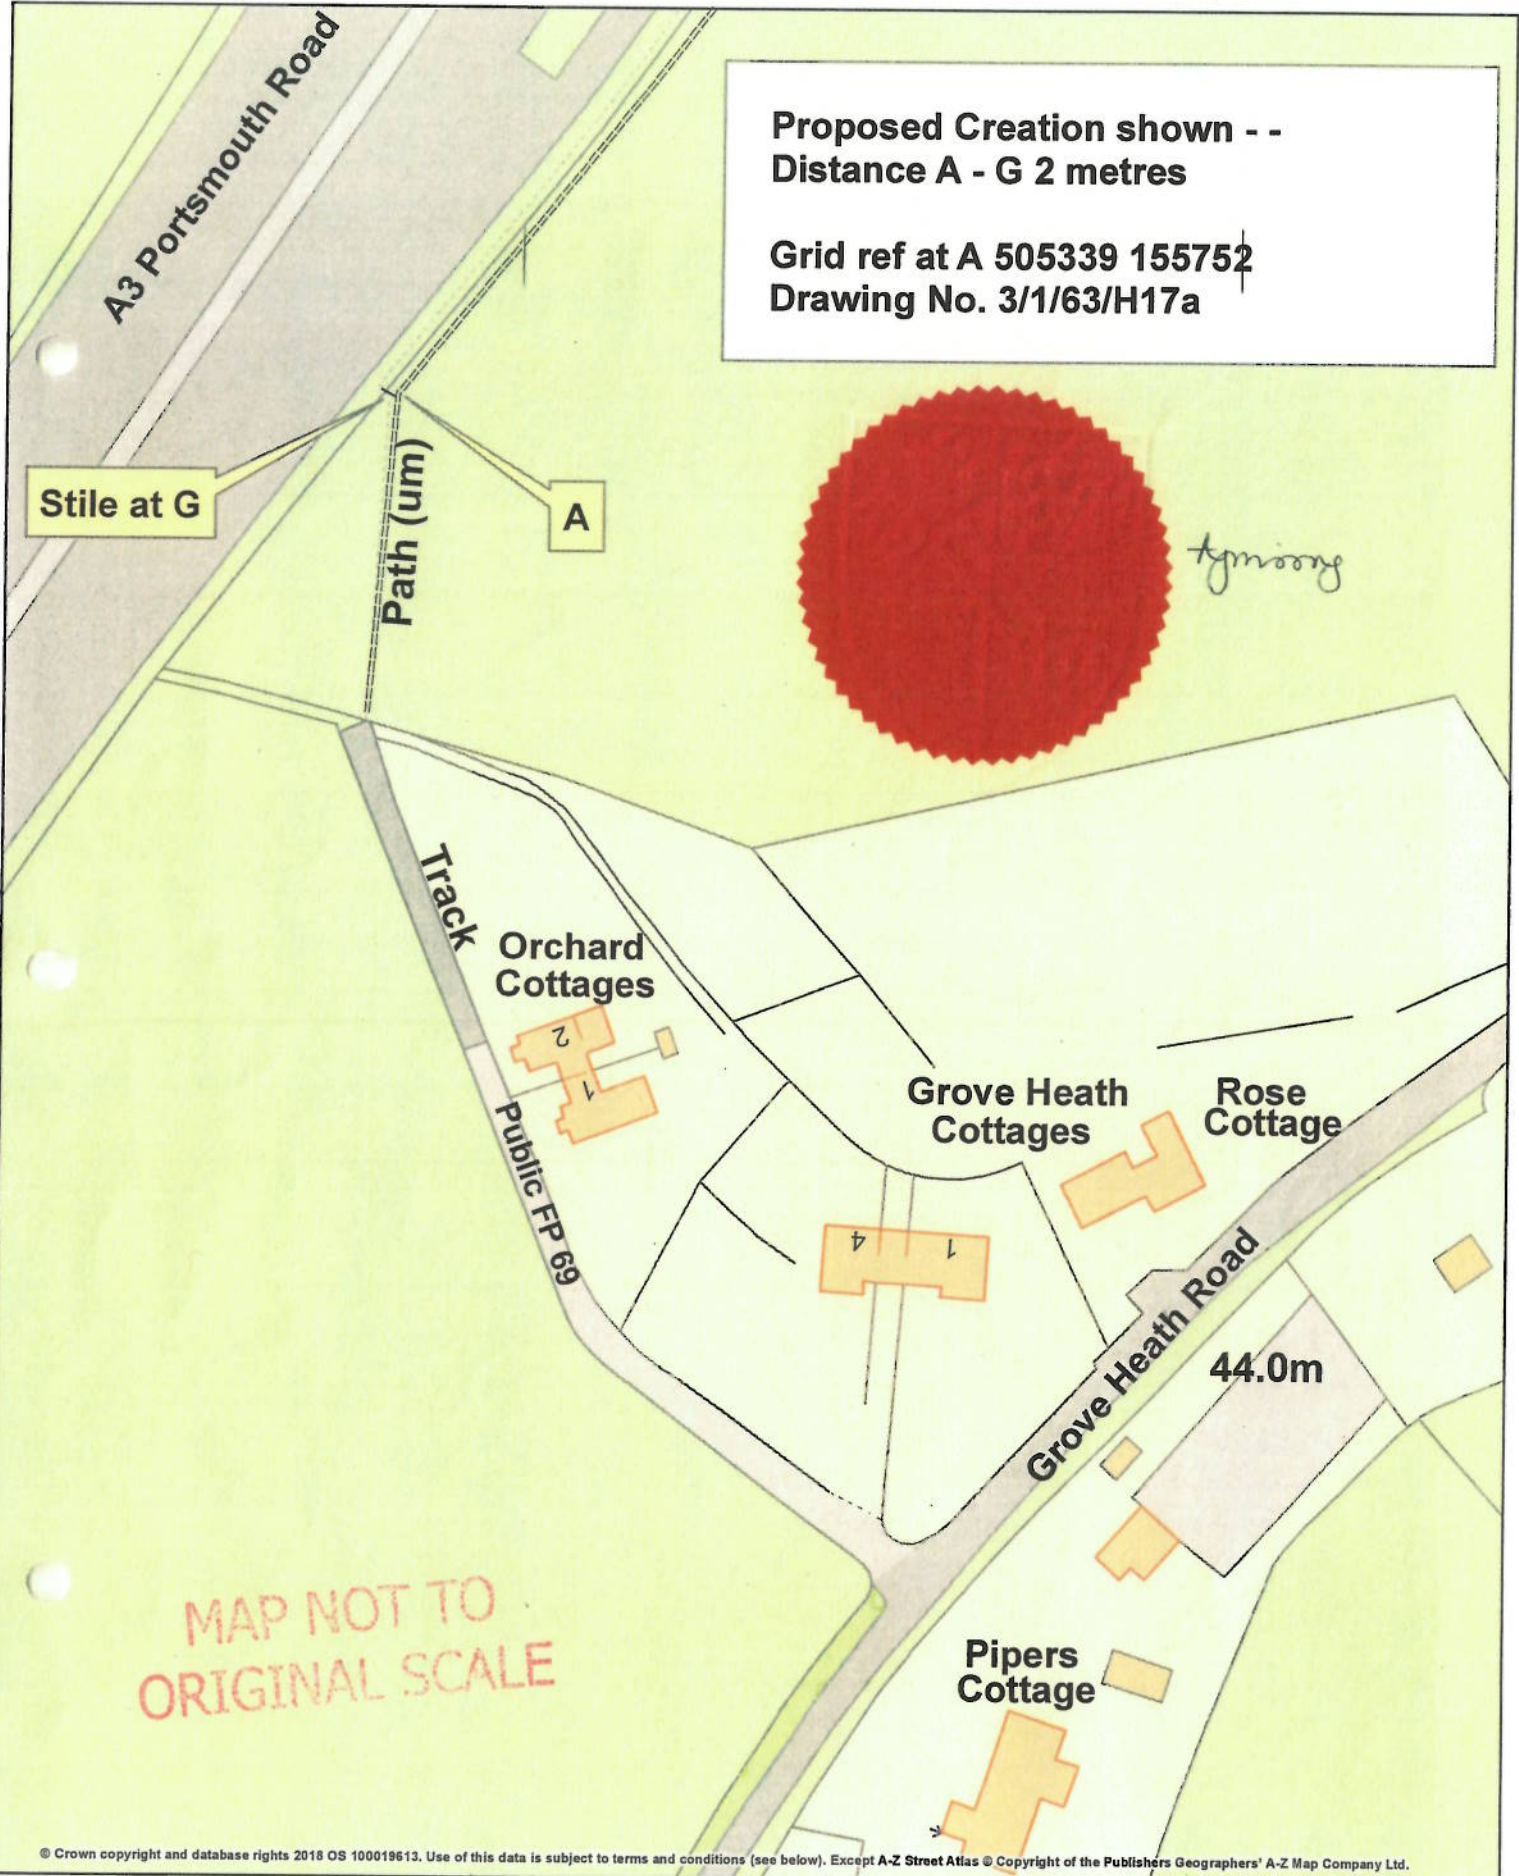 A3 Portsmouth Road
Proposed Creation shown - -
Distance A - G 2 metres
Grid ref at A 505339 155752
Drawing No. 3/1/63/H17a
Stile at G
A
Path (um)
Track
Orchard
Cottages
2
1
Public FP 69
Grove Heath
Cottages
4
1
Rose
Cottage
Grove Heath Road
44.0m
MAP NOT TO
ORIGINAL SCALE
Pipers
Cottage
© Crown copyright and database rights 2018 OS 100019613. Use of this data is subject to terms and conditions (see below). Except A-Z Street Atlas © Copyright of the Publishers Geographers' A-Z Map Company Ltd.